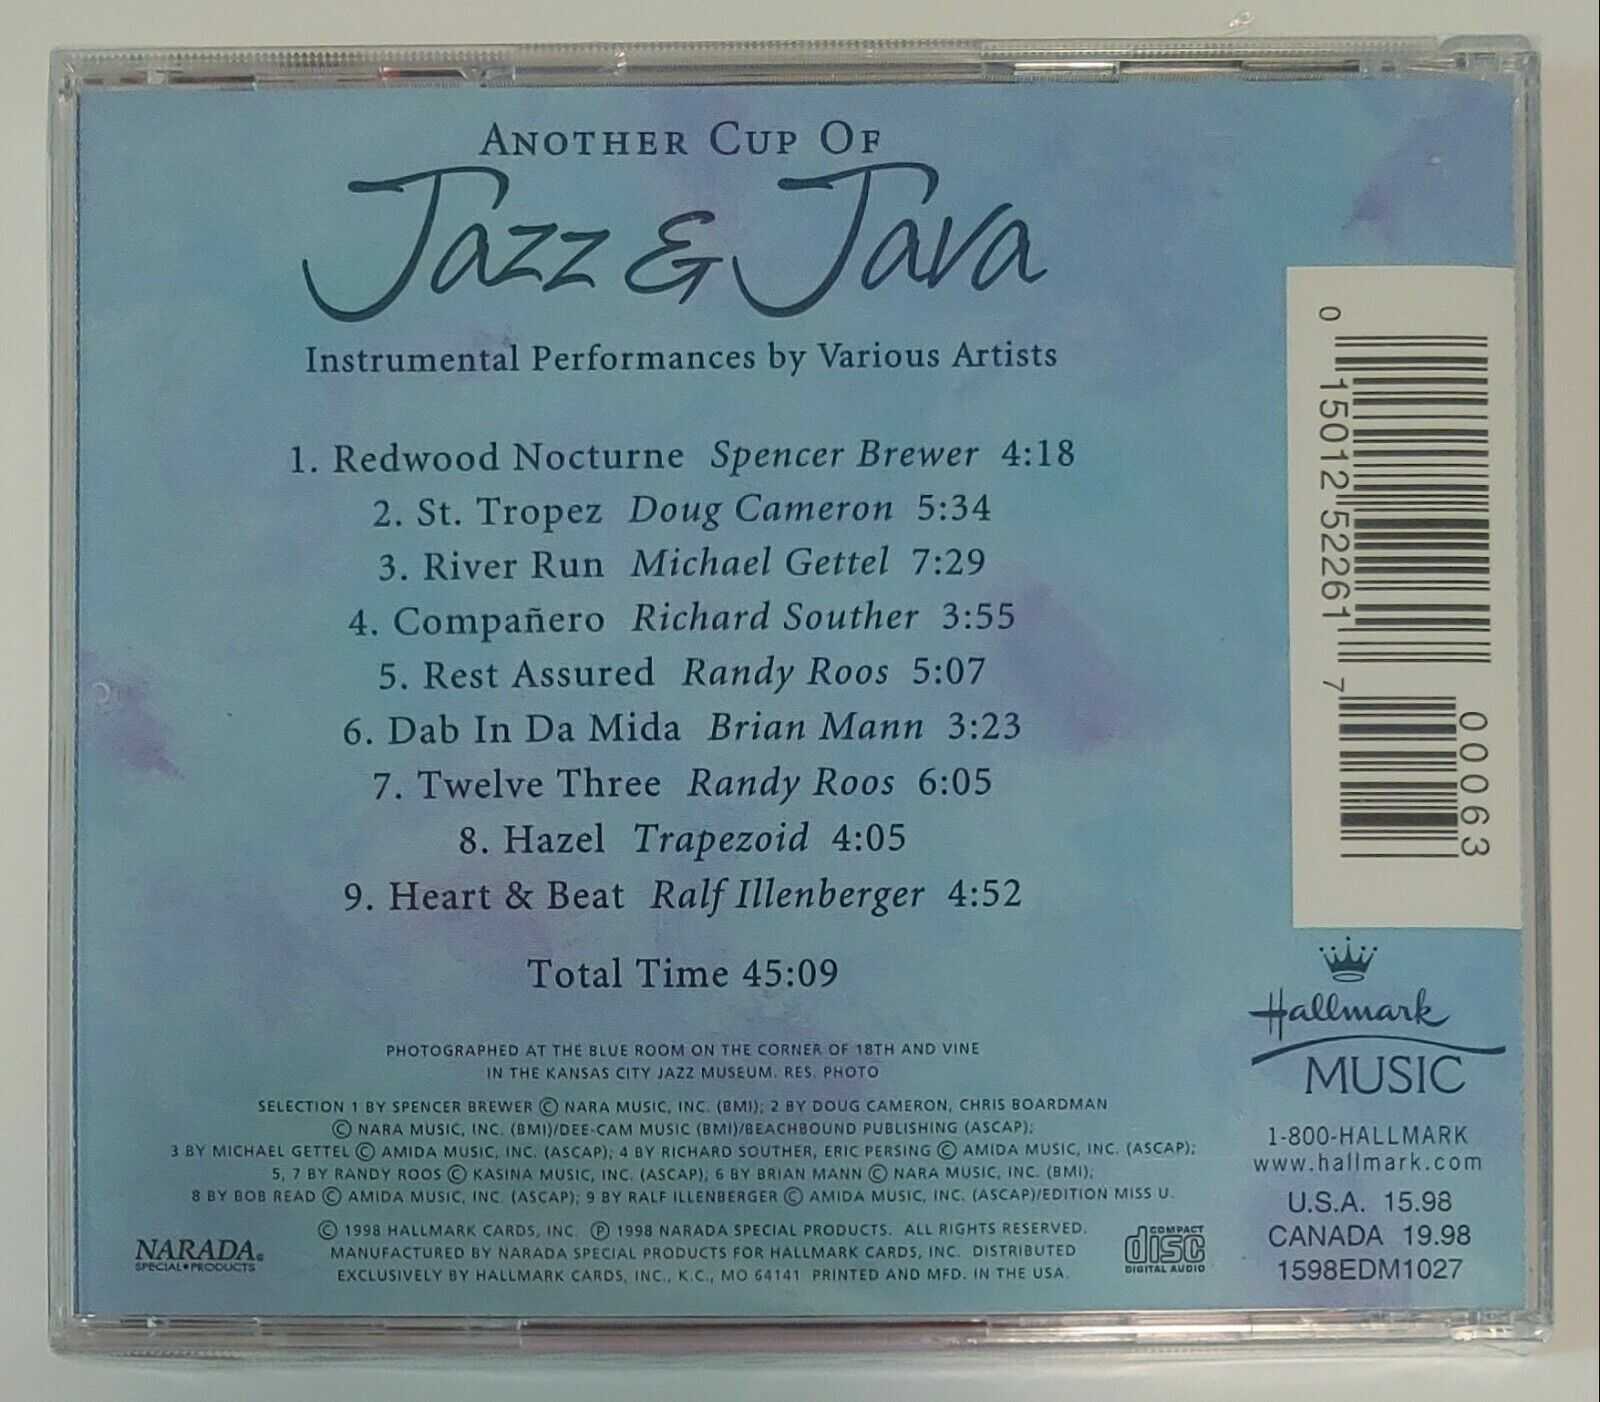 Another Cup Of
Jazz & Java
Instrumental Performances by Various Artists
1. Redwood Nocturne Spencer Brewer 4:18
2. St. Tropez Doug Cameron 5:34
3. River Run Michael Gettel 7:29
4. Compañero Richard Souther 3:55
5. Rest Assured Randy Roos 5:07
6. Dab In Da Mida Brian Mann 3:23
7. Twelve Three Randy Roos 6:05
8. Hazel Trapezoid 4:05
9. Heart & Beat Ralf Illenberger 4:52
Total Time 45:09
PHOTOGRAPHED AT THE BLUE ROOM ON THE CORNER OF 18TH AND VINE
IN THE KANSAS CITY JAZZ MUSEUM. RES. PHOTO
SELECTION 1 BY SPENCER BREWER © NARA MUSIC, INC. (BMI); 2 BY DOUG CAMERON, CHRIS BOARDMAN
© NARA MUSIC, INC. (BMI)/DEE-CAM MUSIC (BMI)/BEACHBOUND PUBLISHING (ASCAP);
3 BY MICHAEL GETTEL © AMIDA MUSIC, INC. (ASCAP); 4 BY RICHARD SOUTHER, ERIC PERSING © AMIDA MUSIC, INC. (ASCAP);
5, 7 BY RANDY ROOS © KASINA MUSIC, INC. (ASCAP); 6 BY BRIAN MANN © NARA MUSIC, INC. (BMI);
8 BY BOB READ © AMIDA MUSIC, INC. (ASCAP); 9 BY RALF ILLENBERGER © AMIDA MUSIC, INC. (ASCAP)/EDITION MISS U.
© 1998 HALLMARK CARDS, INC. ℗ 1998 NARADA SPECIAL PRODUCTS. ALL RIGHTS RESERVED.
MANUFACTURED BY NARADA SPECIAL PRODUCTS FOR HALLMARK CARDS, INC. DISTRIBUTED
EXCLUSIVELY BY HALLMARK CARDS, INC., K.C., MO 64141 PRINTED AND MFD. IN THE USA.
NARADA®
SPECIAL•PRODUCTS
COMPACT
disc
DIGITAL AUDIO
0 15012 52261 7
00063
Hallmark
MUSIC
1-800-HALLMARK
www.hallmark.com
U.S.A. 15.98
CANADA 19.98
1598EDM1027